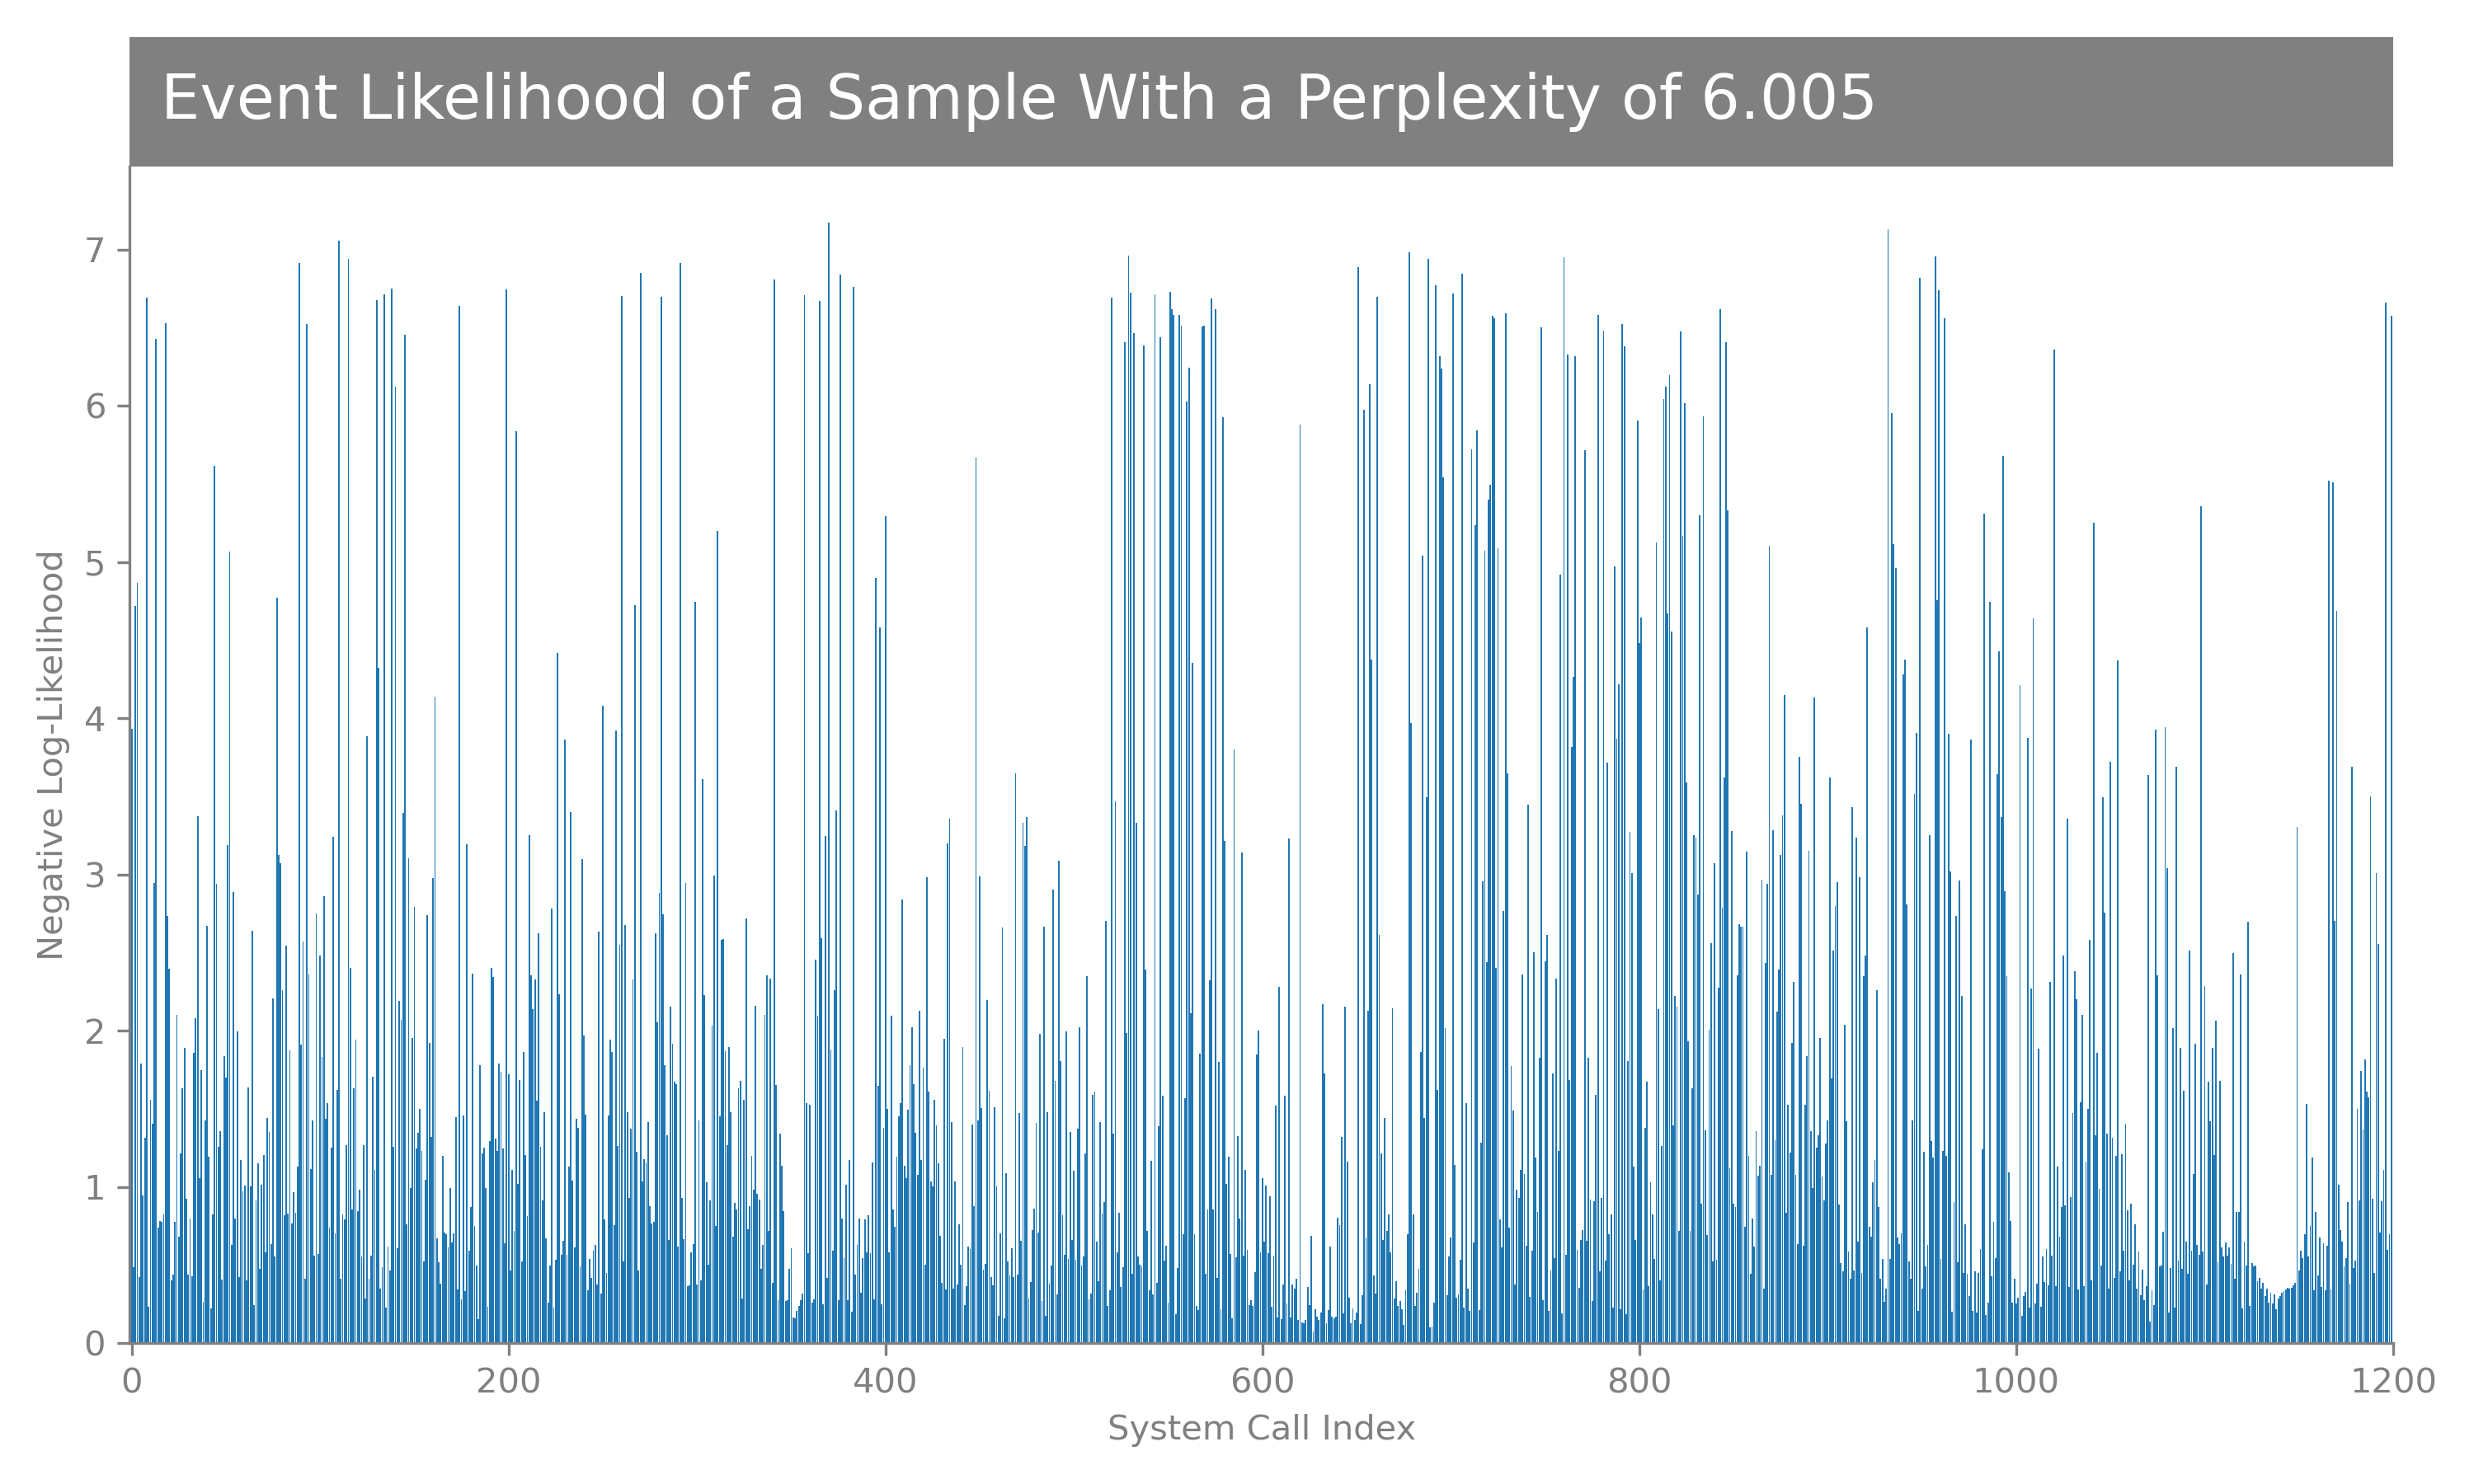 Event Likelihood of a Sample With a Perplexity of 6.005
7
6
5
4
3
2
1
0
Negative Log-Likelihood
0 200 400 600 800 1000 1200
System Call Index